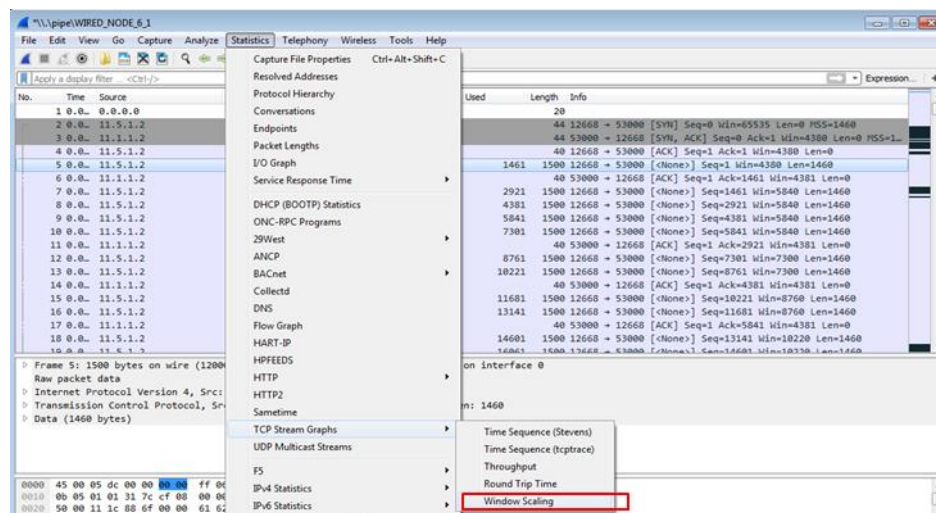 *\\.\pipe\WIRED_NODE_6_1
File Edit View Go Capture Analyze Statistics Telephony Wireless Tools Help
Apply a display filter ... <Ctrl-/>
Expression...
No. Time Source Used Length Info
1 0.0… 0.0.0.0 20
2 0.0… 11.5.1.2 44 12668 → 53000 [SYN] Seq=0 Win=65535 Len=0 MSS=1460
3 0.0… 11.1.1.2 44 53000 → 12668 [SYN, ACK] Seq=0 Ack=1 Win=4380 Len=0 MSS=1…
4 0.0… 11.5.1.2 40 12668 → 53000 [ACK] Seq=1 Ack=1 Win=4380 Len=0
5 0.0… 11.5.1.2 1461 1500 12668 → 53000 [<None>] Seq=1 Win=4380 Len=1460
6 0.0… 11.1.1.2 40 53000 → 12668 [ACK] Seq=1 Ack=1461 Win=4381 Len=0
7 0.0… 11.5.1.2 2921 1500 12668 → 53000 [<None>] Seq=1461 Win=5840 Len=1460
8 0.0… 11.5.1.2 4381 1500 12668 → 53000 [<None>] Seq=2921 Win=5840 Len=1460
9 0.0… 11.5.1.2 5841 1500 12668 → 53000 [<None>] Seq=4381 Win=5840 Len=1460
10 0.0… 11.5.1.2 7301 1500 12668 → 53000 [<None>] Seq=5841 Win=5840 Len=1460
11 0.0… 11.1.1.2 40 53000 → 12668 [ACK] Seq=1 Ack=2921 Win=4381 Len=0
12 0.0… 11.5.1.2 8761 1500 12668 → 53000 [<None>] Seq=7301 Win=7300 Len=1460
13 0.0… 11.5.1.2 10221 1500 12668 → 53000 [<None>] Seq=8761 Win=7300 Len=1460
14 0.0… 11.1.1.2 40 53000 → 12668 [ACK] Seq=1 Ack=4381 Win=4381 Len=0
15 0.0… 11.5.1.2 11681 1500 12668 → 53000 [<None>] Seq=10221 Win=8760 Len=1460
16 0.0… 11.5.1.2 13141 1500 12668 → 53000 [<None>] Seq=11681 Win=8760 Len=1460
17 0.0… 11.1.1.2 40 53000 → 12668 [ACK] Seq=1 Ack=5841 Win=4381 Len=0
18 0.0… 11.5.1.2 14601 1500 12668 → 53000 [<None>] Seq=13141 Win=10220 Len=1460
19 0.0… 11.5.1.2 16061 1500 12668 → 53000 [<None>] Seq=14601 Win=10220 Len=1460
Capture File Properties Ctrl+Alt+Shift+C
Resolved Addresses
Protocol Hierarchy
Conversations
Endpoints
Packet Lengths
I/O Graph
Service Response Time
DHCP (BOOTP) Statistics
ONC-RPC Programs
29West
ANCP
BACnet
Collectd
DNS
Flow Graph
HART-IP
HPFEEDS
HTTP
HTTP2
Sametime
TCP Stream Graphs
UDP Multicast Streams
F5
IPv4 Statistics
IPv6 Statistics
Time Sequence (Stevens)
Time Sequence (tcptrace)
Throughput
Round Trip Time
Window Scaling
Frame 5: 1500 bytes on wire (1200 on interface 0
Raw packet data
Internet Protocol Version 4, Src:
Transmission Control Protocol, Sr n: 1460
Data (1460 bytes)
0000 45 00 05 dc 00 00 00 00 ff 06
0010 0b 05 01 01 31 7c cf 08 00 00
0020 50 00 11 1c 88 6f 00 00 61 62